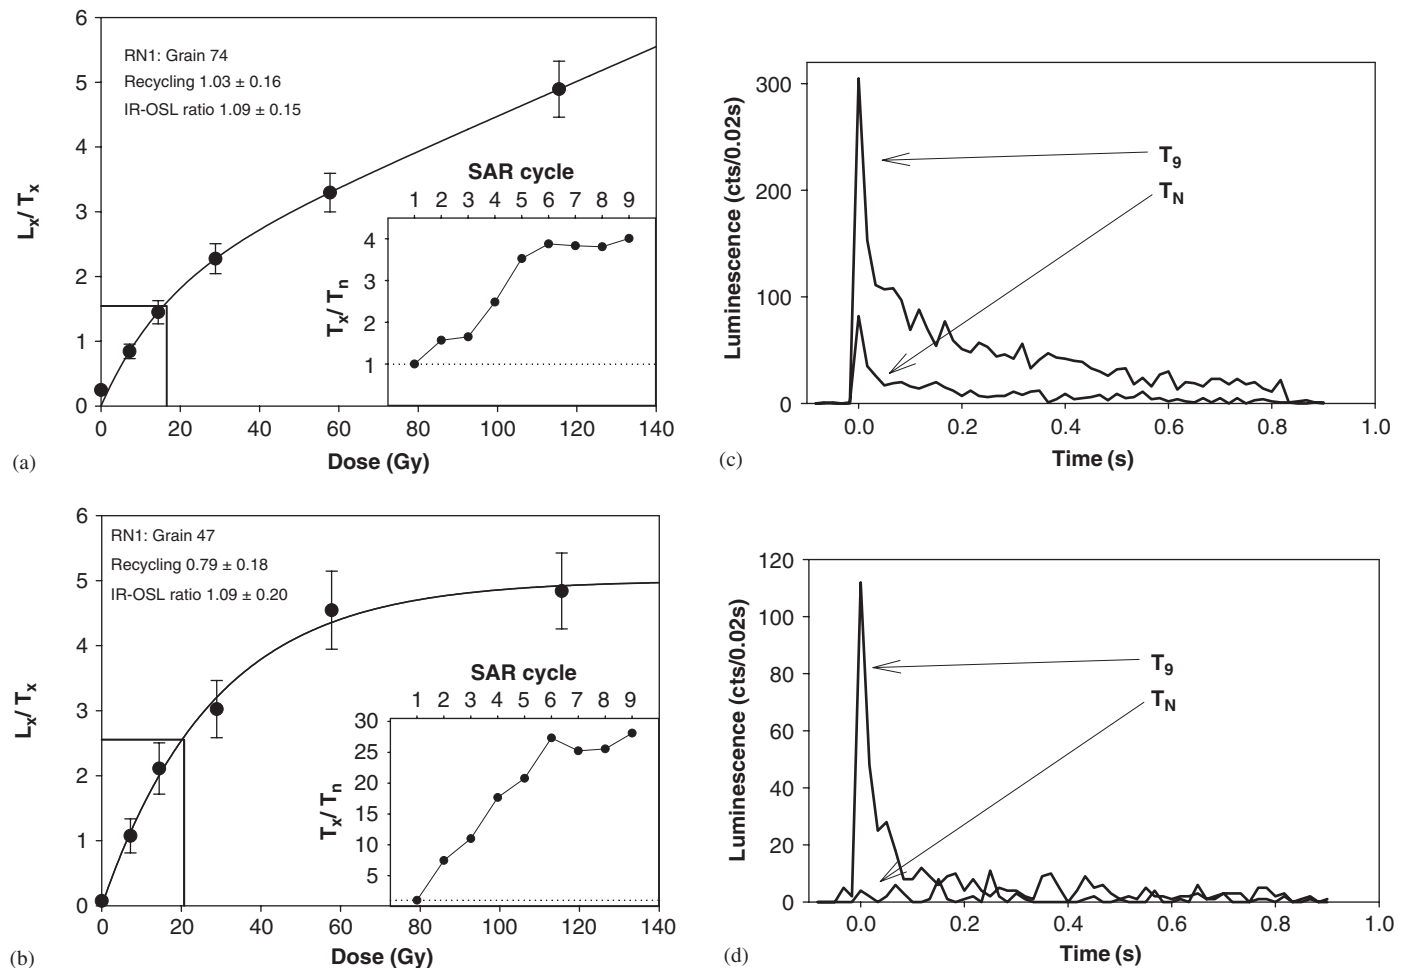 6
5
4
3
2
1
0
Lx/ Tx
RN1: Grain 74
Recycling 1.03 ± 0.16
IR-OSL ratio 1.09 ± 0.15
SAR cycle
1 2 3 4 5 6 7 8 9
4
3
2
1
Tx/ Tn
0 20 40 60 80 100 120 140
Dose (Gy)
(a)
300
200
100
0
Luminescence (cts/0.02s)
T9
TN
0.0 0.2 0.4 0.6 0.8 1.0
Time (s)
(c)
6
5
4
3
2
1
0
Lx/ Tx
RN1: Grain 47
Recycling 0.79 ± 0.18
IR-OSL ratio 1.09 ± 0.20
SAR cycle
1 2 3 4 5 6 7 8 9
30
25
20
15
10
5
Tx/ Tn
0 20 40 60 80 100 120 140
Dose (Gy)
(b)
120
100
80
60
40
20
0
Luminescence (cts/0.02s)
T9
TN
0.0 0.2 0.4 0.6 0.8 1.0
Time (s)
(d)